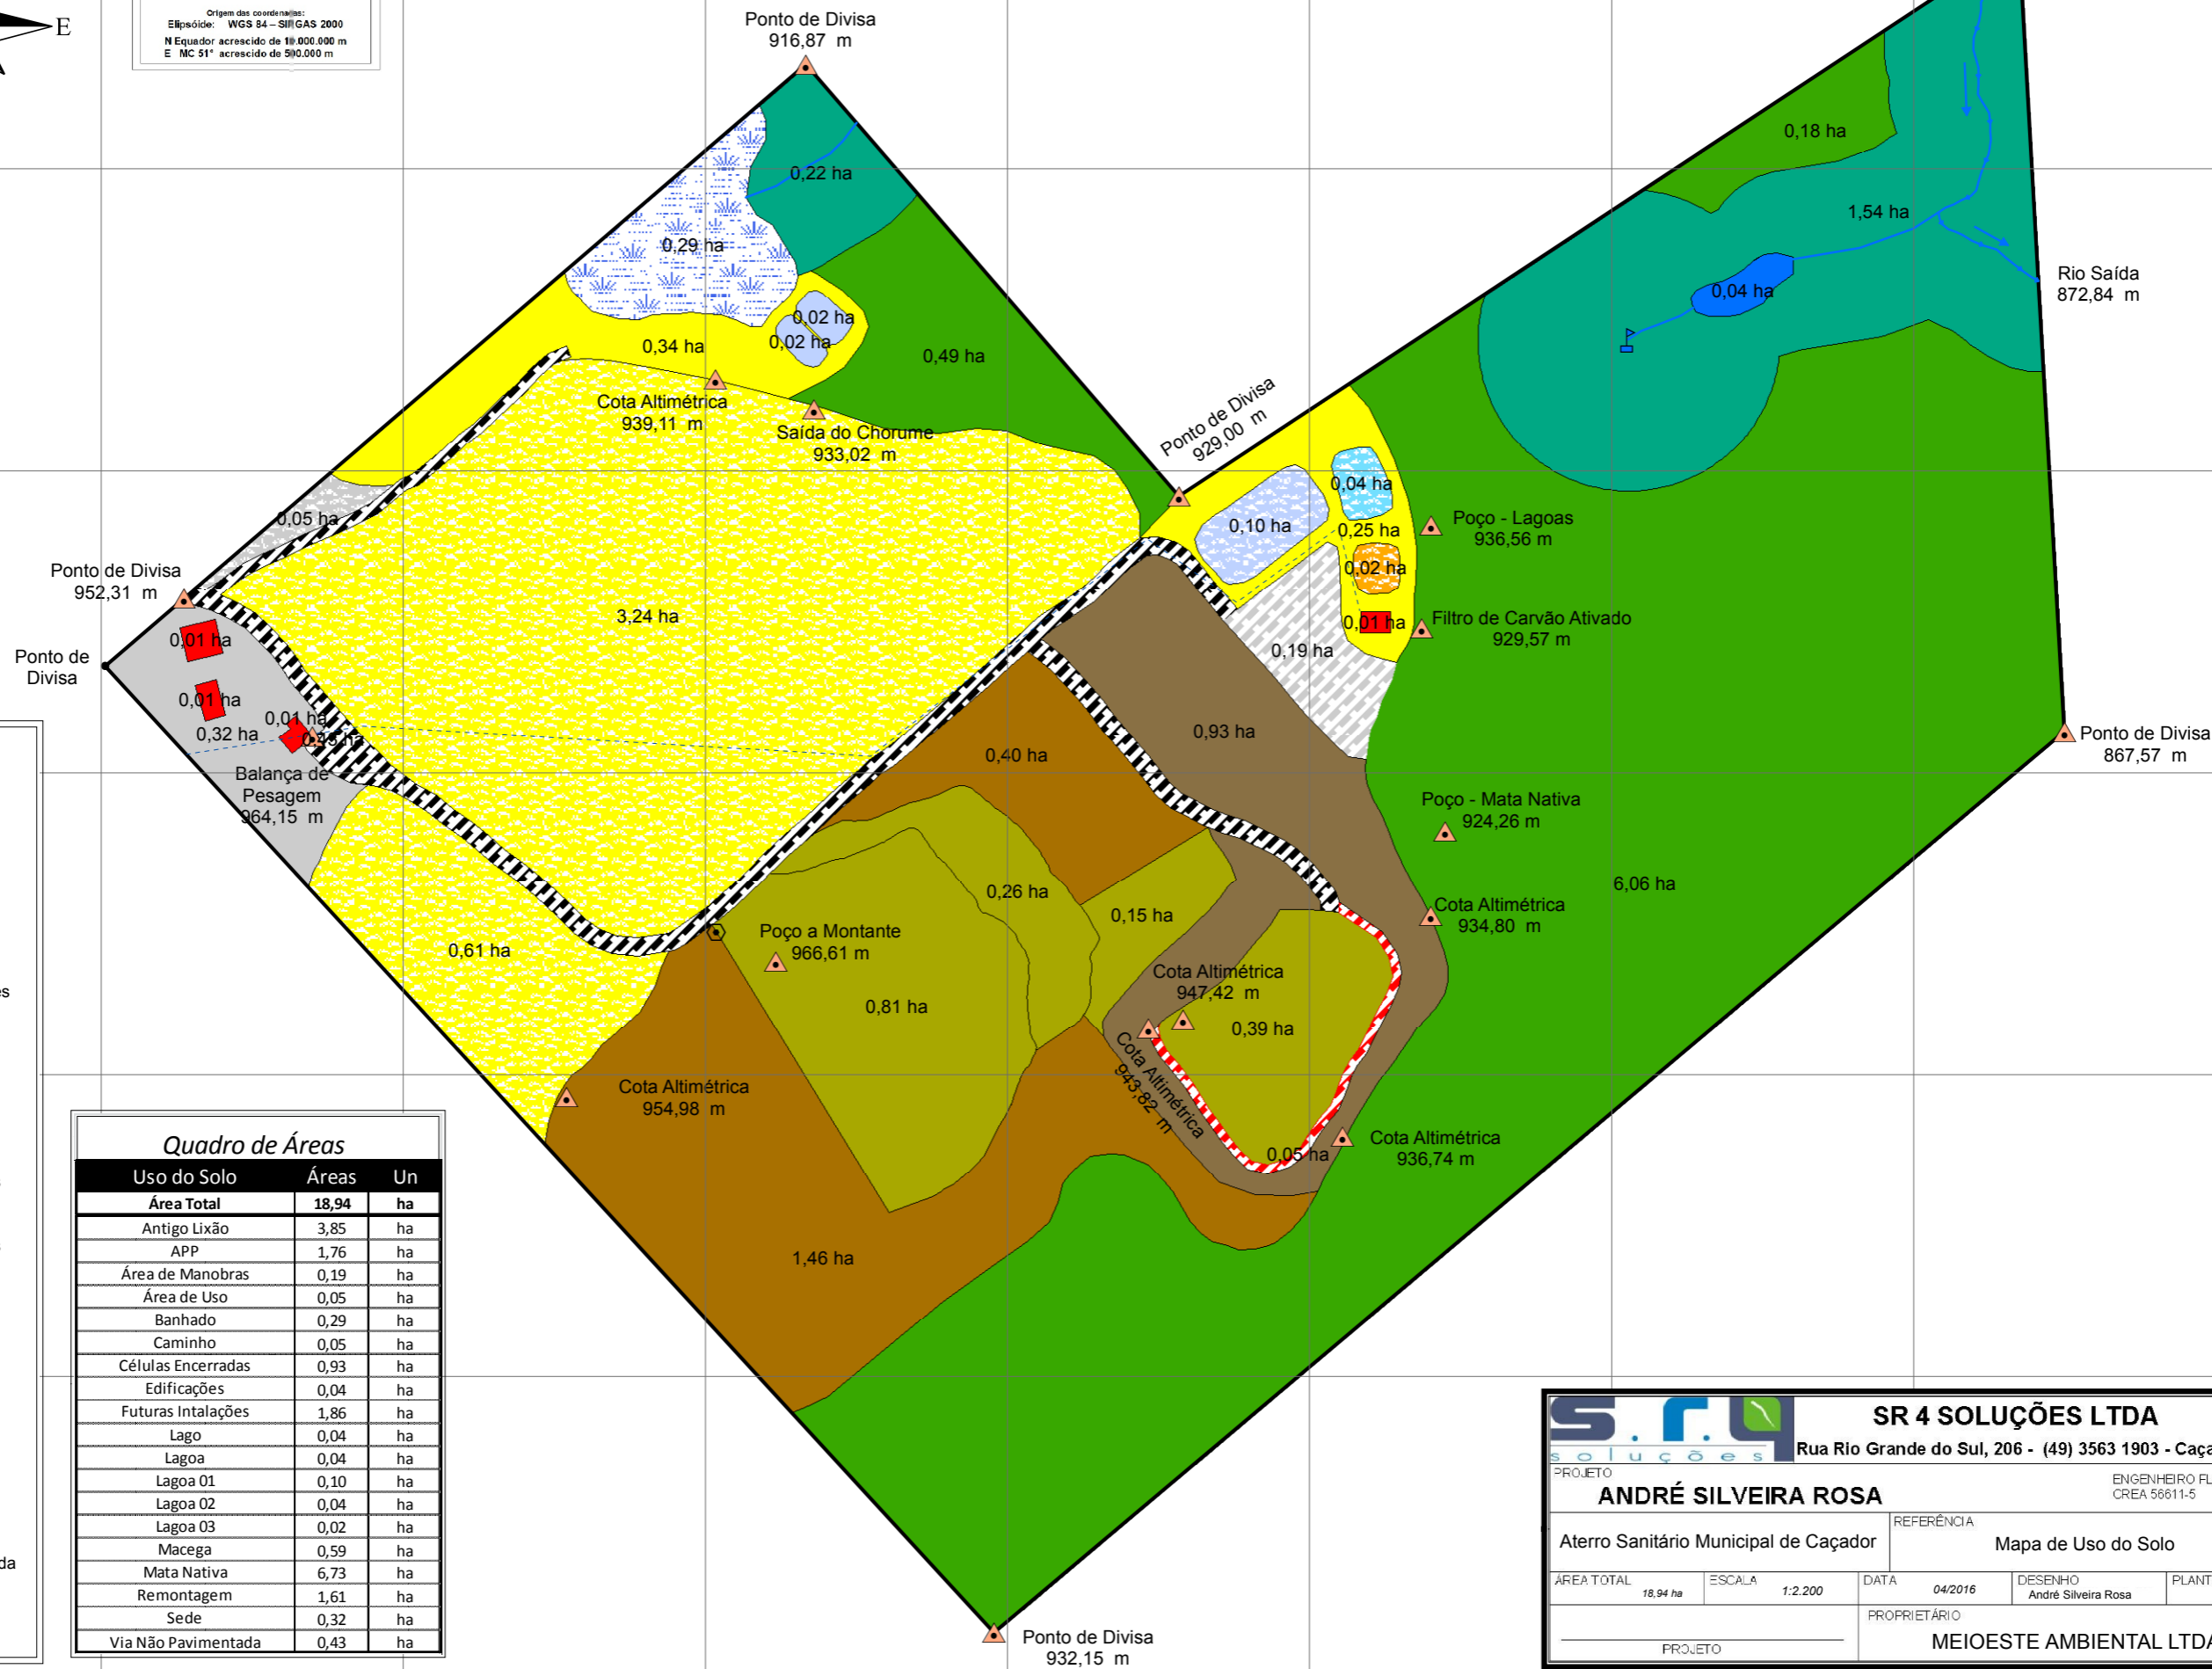 E
Origem das coordenadas:
Elipsóide: WGS 84 – SIRGAS 2000
N Equador acrescido de 10.000.000 m
E MC 51° acrescido de 500.000 m
Ponto de Divisa
916,87 m
0,18 ha
0,22 ha
1,54 ha
0,29 ha
Rio Saída
872,84 m
0,04 ha
0,02 ha
0,02 ha
0,34 ha
0,49 ha
Cota Altimétrica
939,11 m
Saída do Chorume
933,02 m
Ponto de Divisa
929,00 m
0,04 ha
0,05 ha
0,10 ha
0,25 ha
Poço - Lagoas
936,56 m
0,02 ha
Ponto de Divisa
952,31 m
3,24 ha
0,01 ha
Filtro de Carvão Ativado
929,57 m
0,01 ha
0,19 ha
Ponto de
Divisa
0,01 ha
0,01 ha
0,32 ha
0,93 ha
Ponto de Divisa
867,57 m
0,40 ha
Balança de
Pesagem
964,15 m
Poço - Mata Nativa
924,26 m
6,06 ha
0,26 ha
0,15 ha
Cota Altimétrica
934,80 m
Poço a Montante
966,61 m
0,61 ha
Cota Altimétrica
947,42 m
0,81 ha
0,39 ha
Cota Altimétrica
943,82 m
Cota Altimétrica
954,98 m
Cota Altimétrica
936,74 m
0,05 ha
1,46 ha
Ponto de Divisa
932,15 m
Quadro de Áreas
Uso do Solo Áreas Un
Área Total 18,94 ha
Antigo Lixão 3,85 ha
APP 1,76 ha
Área de Manobras 0,19 ha
Área de Uso 0,05 ha
Banhado 0,29 ha
Caminho 0,05 ha
Células Encerradas 0,93 ha
Edificações 0,04 ha
Futuras Intalações 1,86 ha
Lago 0,04 ha
Lagoa 0,04 ha
Lagoa 01 0,10 ha
Lagoa 02 0,04 ha
Lagoa 03 0,02 ha
Macega 0,59 ha
Mata Nativa 6,73 ha
Remontagem 1,61 ha
Sede 0,32 ha
Via Não Pavimentada 0,43 ha
s.r.4
soluções
SR 4 SOLUÇÕES LTDA
Rua Rio Grande do Sul, 206 - (49) 3563 1903 - Caça
PROJETO
ANDRÉ SILVEIRA ROSA
ENGENHEIRO FL
CREA 56611-5
Aterro Sanitário Municipal de Caçador
REFERÊNCIA
Mapa de Uso do Solo
ÁREA TOTAL
18,94 ha
ESCALA
1:2.200
DATA
04/2016
DESENHO
André Silveira Rosa
PLANT
PROPRIETÁRIO
MEIOESTE AMBIENTAL LTDA
PROJETO